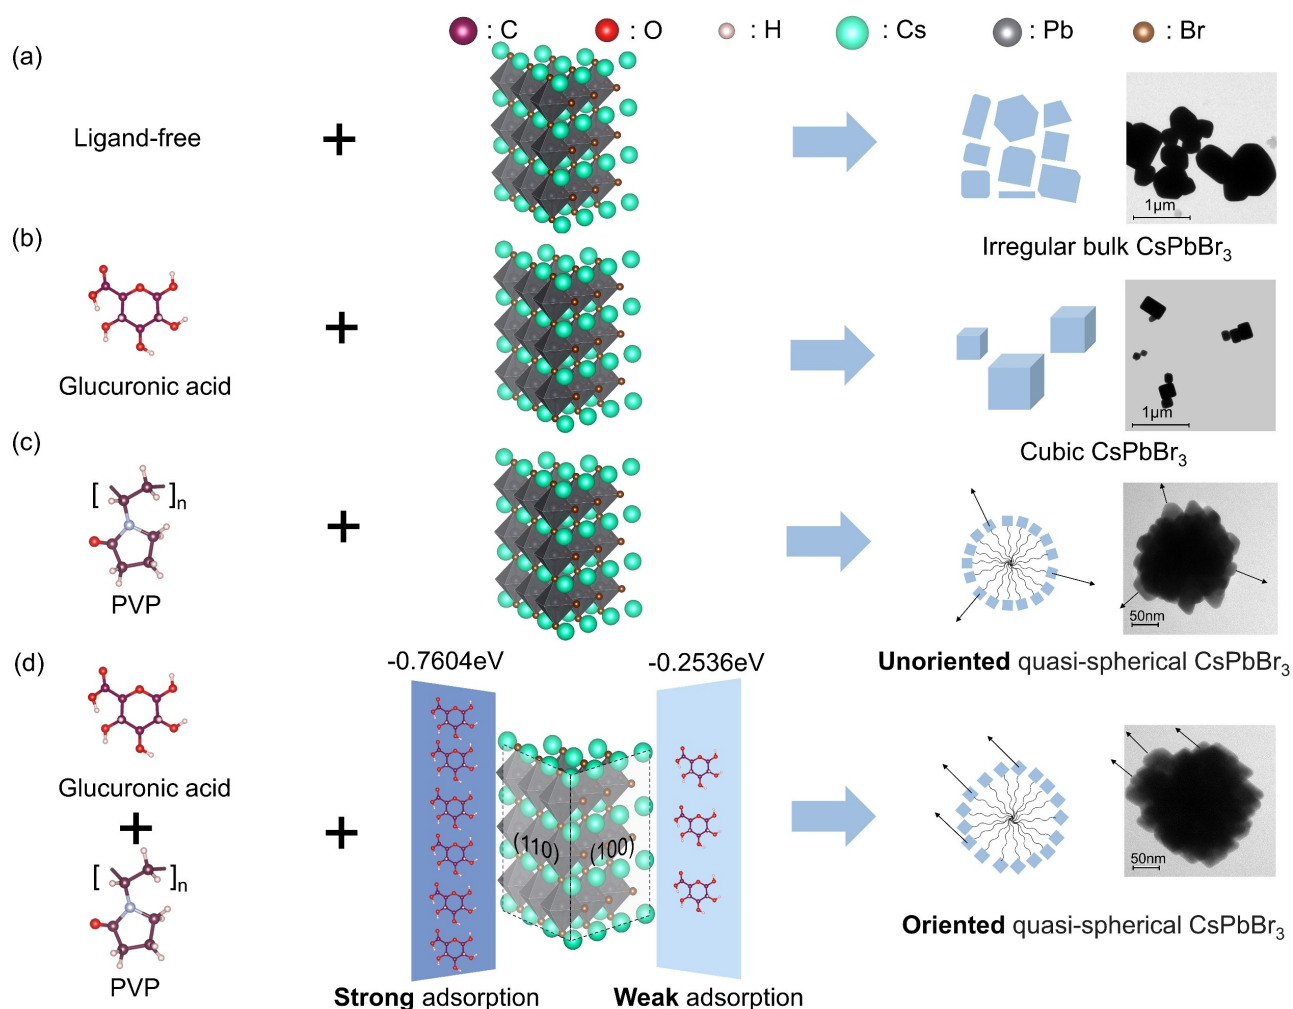 : C : O : H : Cs : Pb : Br
(a)
Ligand-free
+
1μm
Irregular bulk CsPbBr₃
(b)
+
Glucuronic acid
1μm
Cubic CsPbBr₃
(c)
[ ]n
+
PVP
50nm
Unoriented quasi-spherical CsPbBr₃
(d)
-0.7604eV -0.2536eV
Glucuronic acid
+
+
(110) (100)
[ ]n
50nm
PVP
Oriented quasi-spherical CsPbBr₃
Strong adsorption Weak adsorption